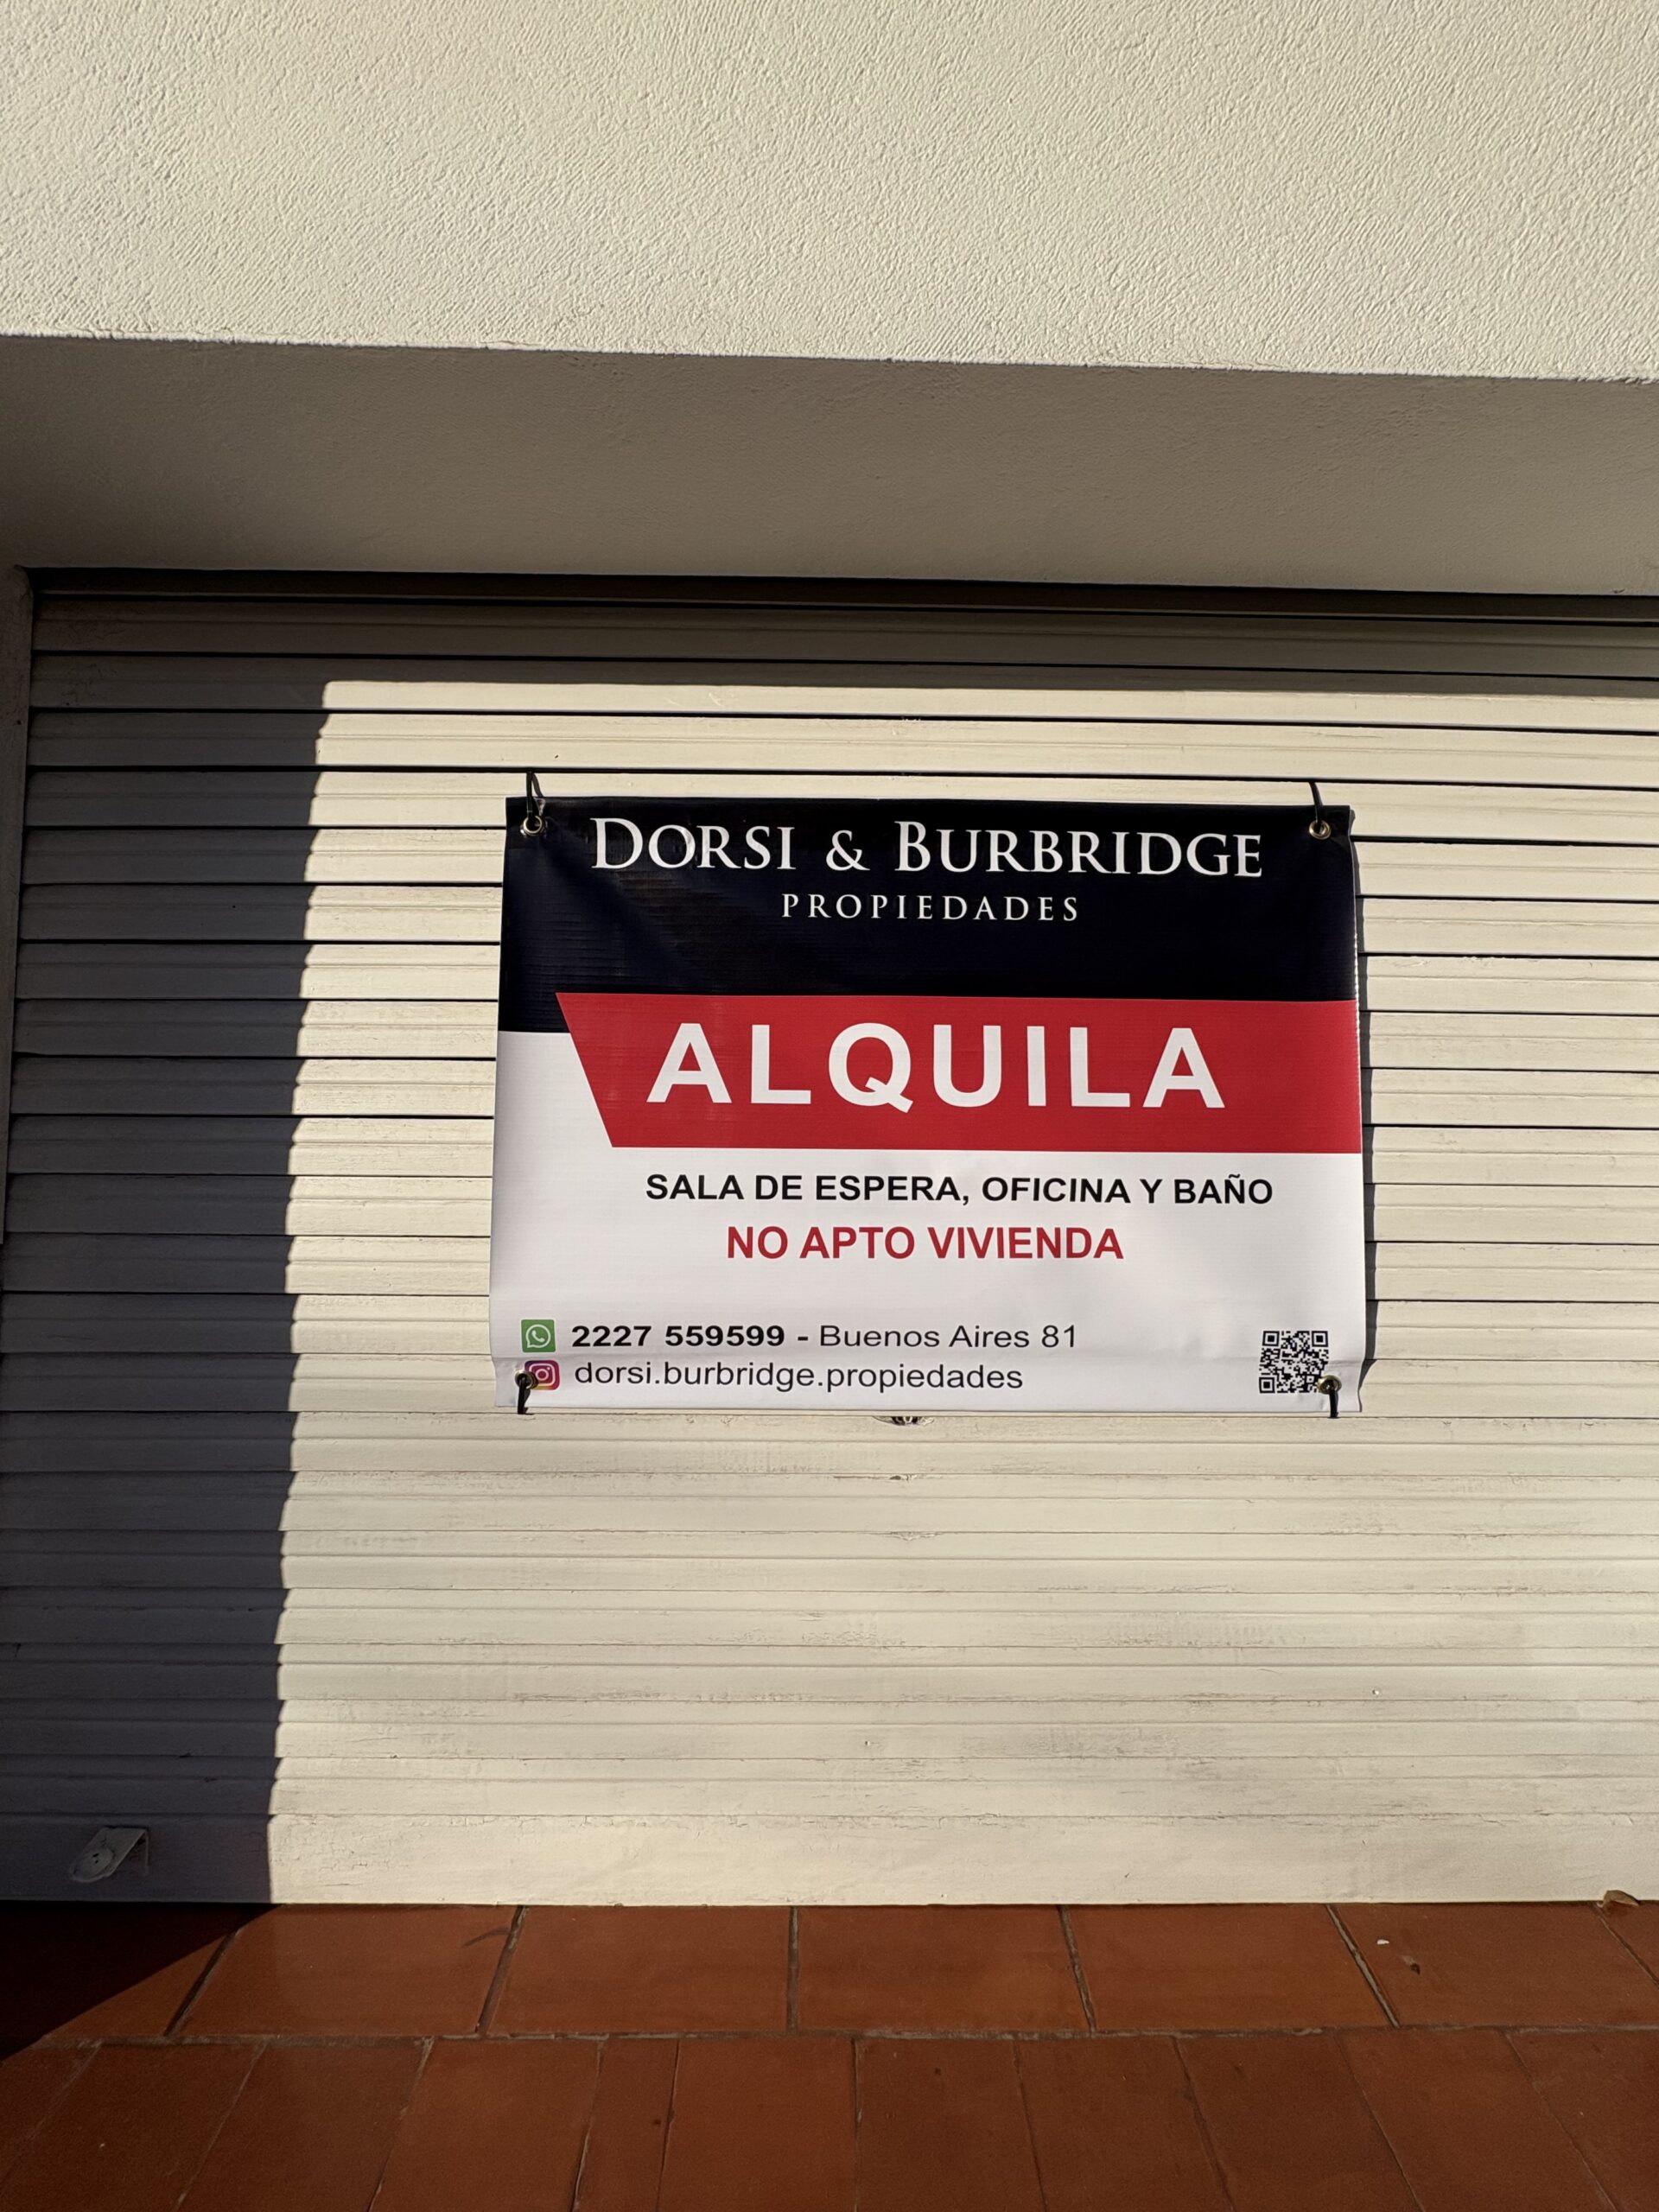 DORSI & BURBRIDGE
PROPIEDADES
ALQUILA
SALA DE ESPERA, OFICINA Y BAÑO
NO APTO VIVIENDA
2227 559599 - Buenos Aires 81
dorsi.burbridge.propiedades